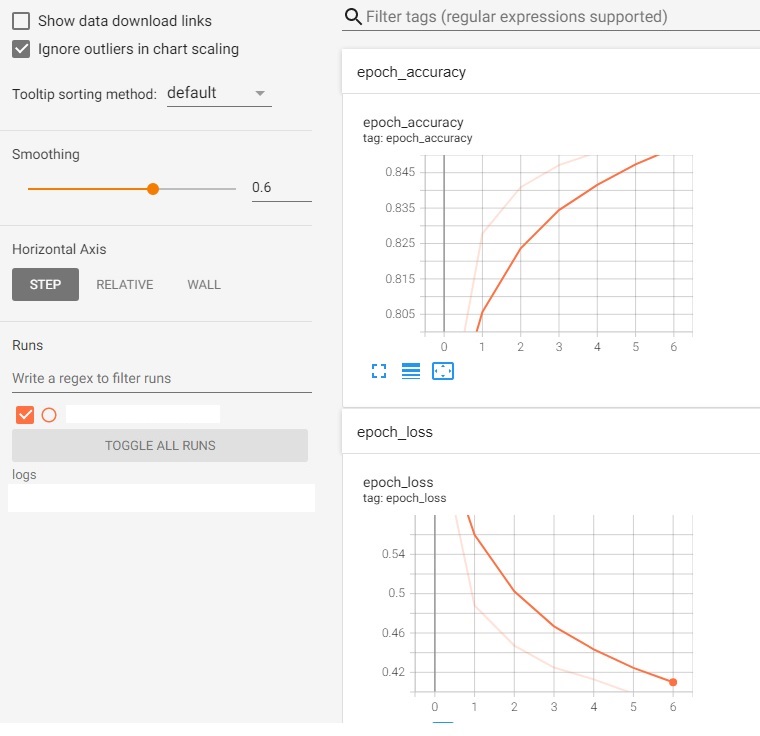 Show data download links
Ignore outliers in chart scaling
Tooltip sorting method: default
Smoothing
0.6
Horizontal Axis
STEP RELATIVE WALL
Runs
Write a regex to filter runs
TOGGLE ALL RUNS
logs
Filter tags (regular expressions supported)
epoch_accuracy
epoch_accuracy
tag: epoch_accuracy
0.845
0.835
0.825
0.815
0.805
0 1 2 3 4 5 6
epoch_loss
epoch_loss
tag: epoch_loss
0.54
0.5
0.46
0.42
0 1 2 3 4 5 6